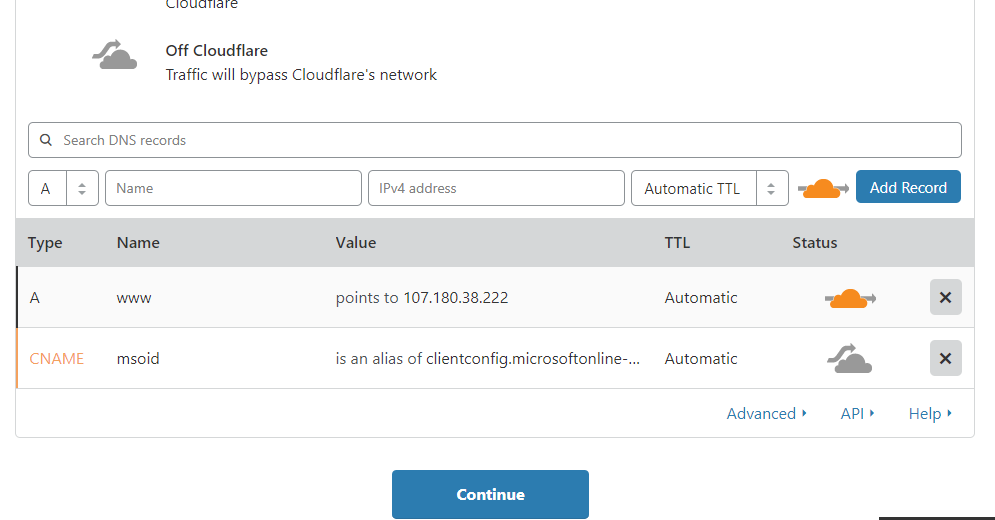 Cloudflare
Off Cloudflare
Traffic will bypass Cloudflare's network
Search DNS records
A Name IPv4 address Automatic TTL Add Record
Type Name Value TTL Status
A www points to 107.180.38.222 Automatic
CNAME msoid is an alias of clientconfig.microsoftonline-... Automatic
Advanced API Help
Continue